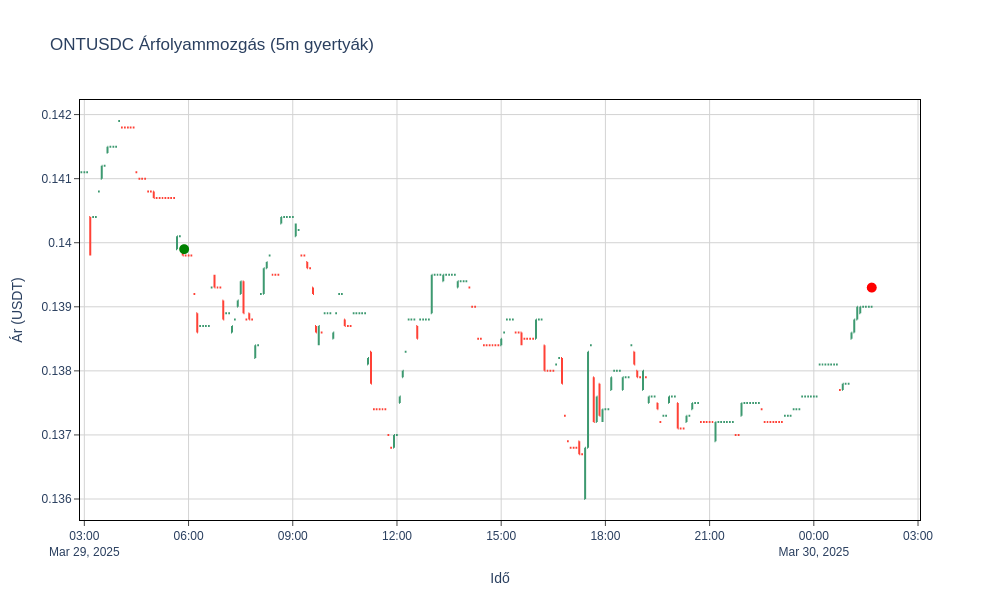 ONTUSDC Árfolyammozgás (5m gyertyák)
0.142
0.141
0.14
0.139
0.138
0.137
0.136
Ár (USDT)
03:00 06:00 09:00 12:00 15:00 18:00 21:00 00:00 03:00
Mar 29, 2025 Mar 30, 2025
Idő